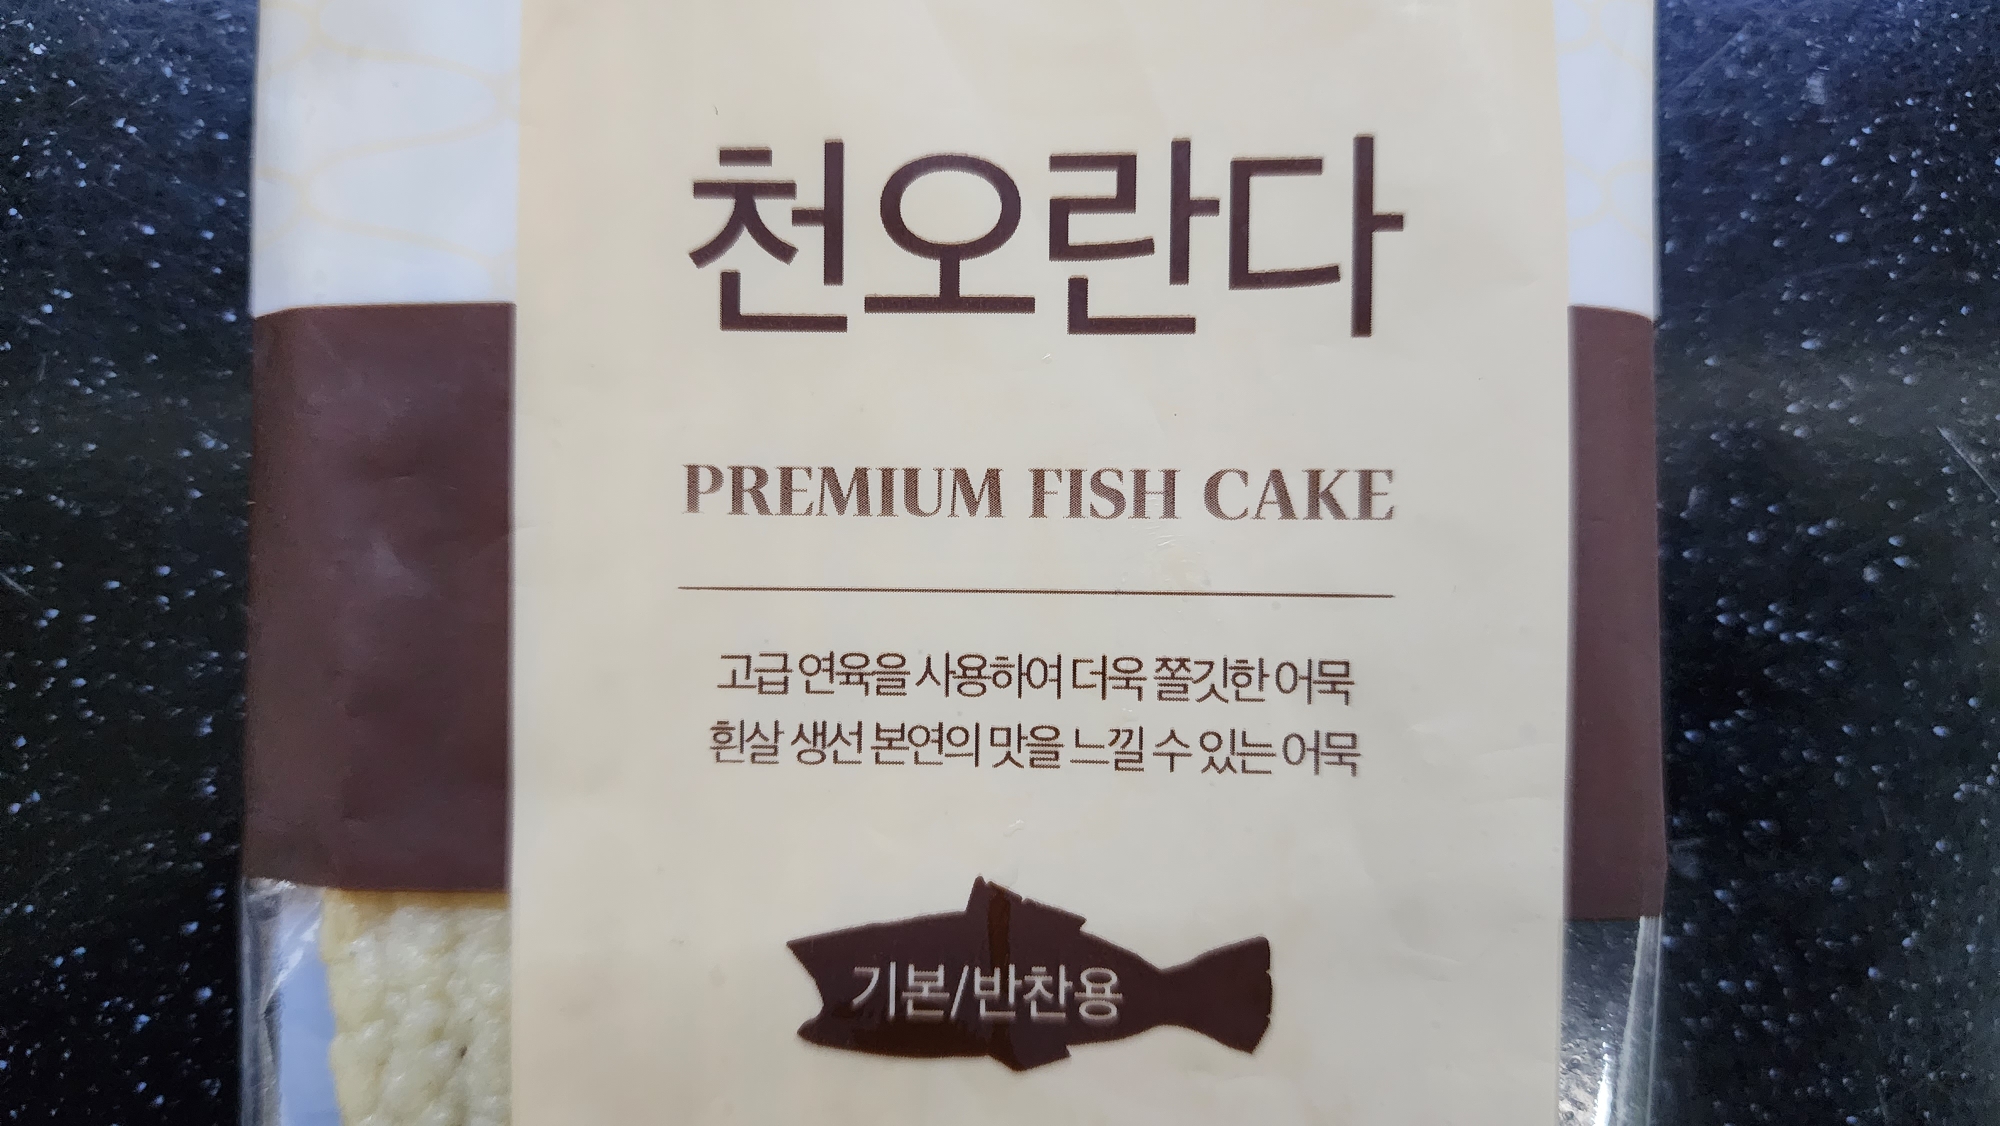 천오란다
PREMIUM FISH CAKE
고급 연육을 사용하여 더욱 쫄깃한 어묵
흰살 생선 본연의 맛을 느낄 수 있는 어묵
기본/반찬용